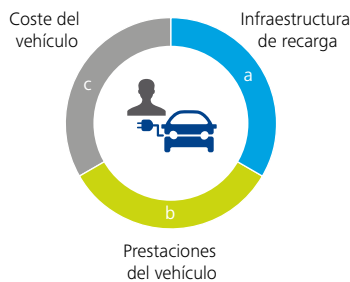 Coste del
vehículo
Infraestructura
de recarga
c
a
b
Prestaciones
del vehículo